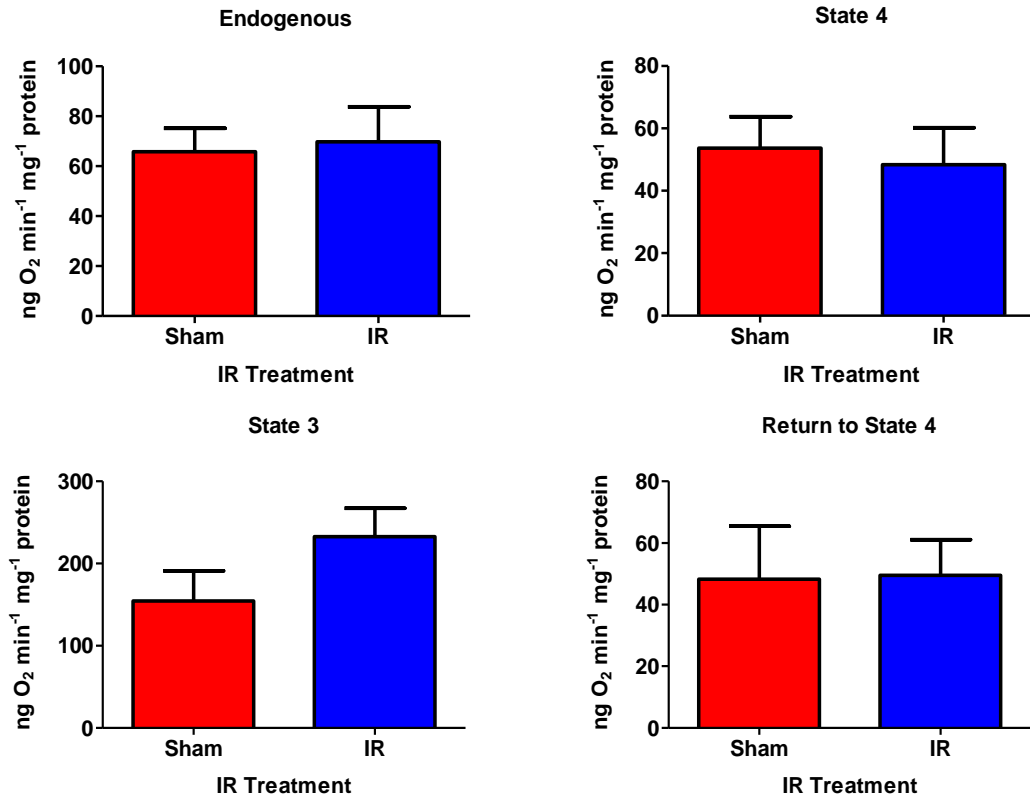 Endogenous
ng O₂ min⁻¹ mg⁻¹ protein
100
80
60
40
20
0
Sham IR
IR Treatment
State 4
ng O₂ min⁻¹ mg⁻¹ protein
80
60
40
20
0
Sham IR
IR Treatment
State 3
ng O₂ min⁻¹ mg⁻¹ protein
300
200
100
0
Sham IR
IR Treatment
Return to State 4
ng O₂ min⁻¹ mg⁻¹ protein
80
60
40
20
0
Sham IR
IR Treatment